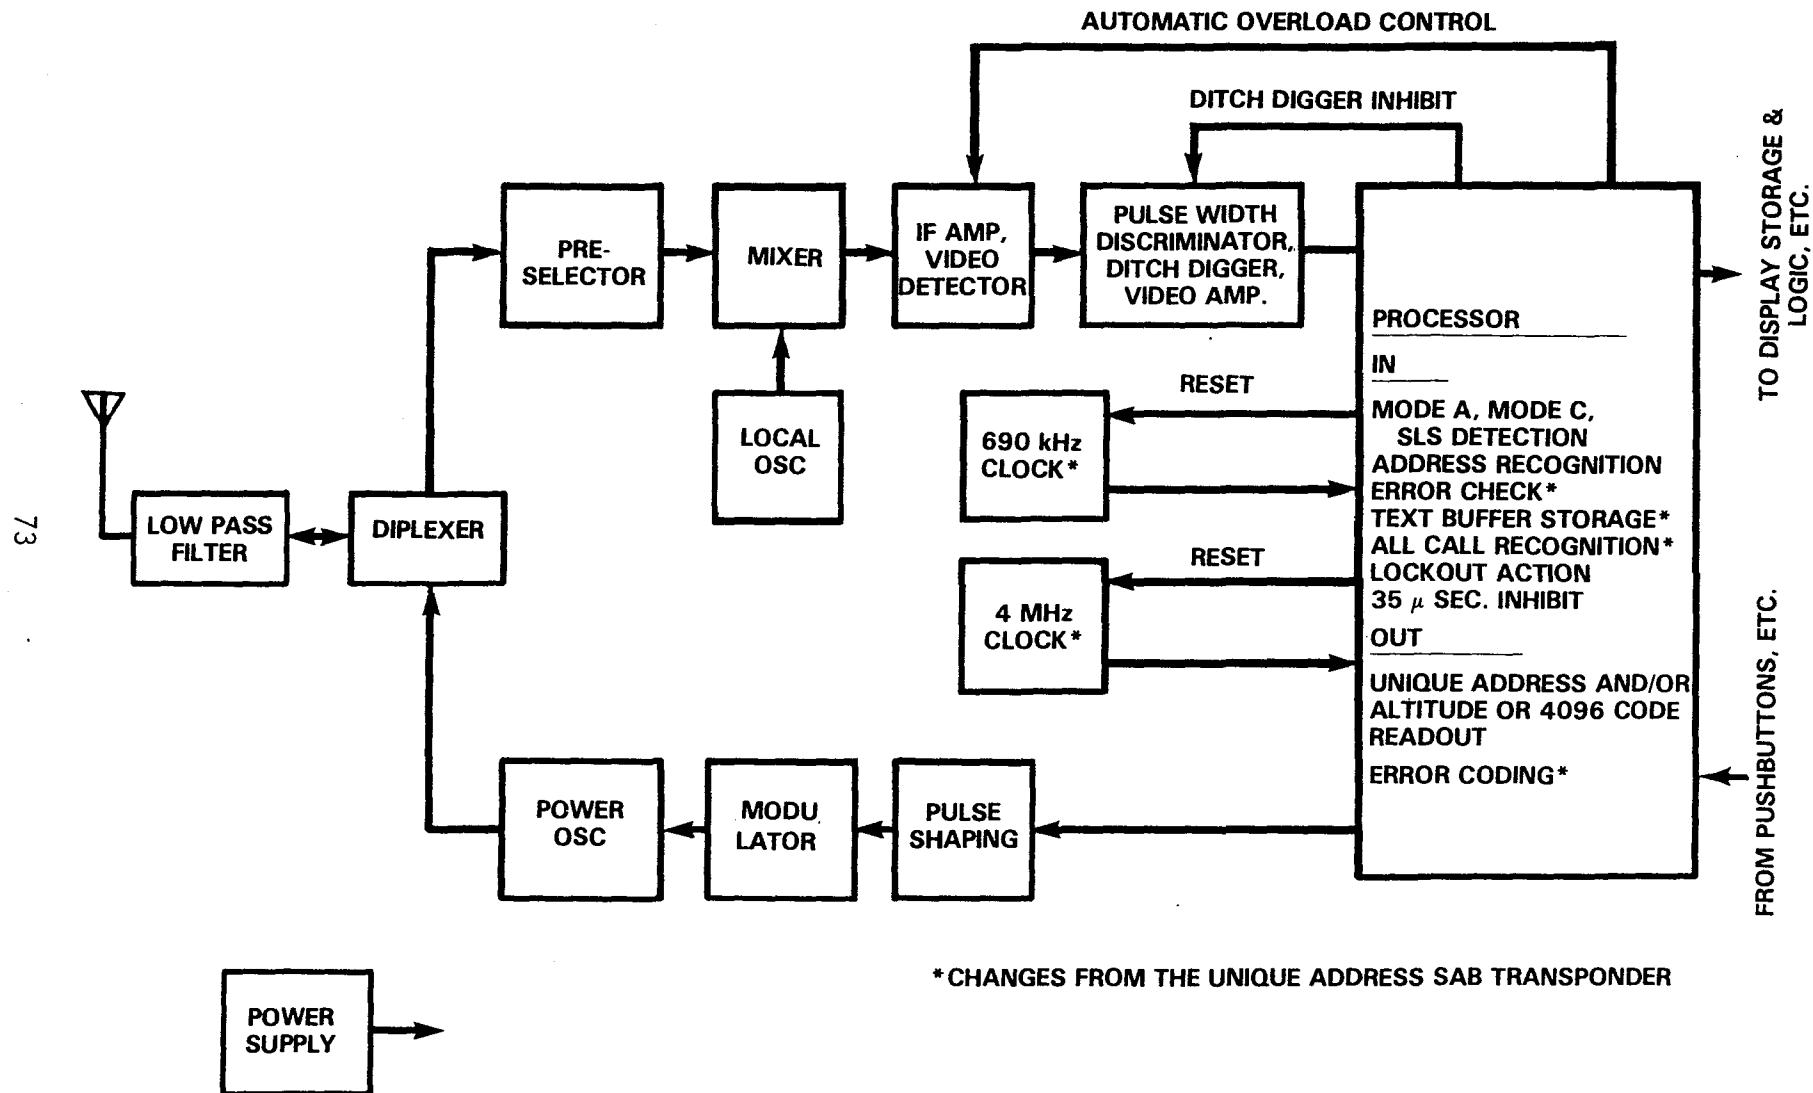 AUTOMATIC OVERLOAD CONTROL
DITCH DIGGER INHIBIT
TO DISPLAY STORAGE &
LOGIC, ETC.
PRE-
SELECTOR
MIXER
IF AMP,
VIDEO
DETECTOR
PULSE WIDTH
DISCRIMINATOR,
DITCH DIGGER,
VIDEO AMP.
LOCAL
OSC
690 kHz
CLOCK*
RESET
4 MHz
CLOCK*
RESET
PROCESSOR
IN
MODE A, MODE C,
SLS DETECTION
ADDRESS RECOGNITION
ERROR CHECK*
TEXT BUFFER STORAGE*
ALL CALL RECOGNITION*
LOCKOUT ACTION
35 μ SEC. INHIBIT
OUT
UNIQUE ADDRESS AND/OR
ALTITUDE OR 4096 CODE
READOUT
ERROR CODING*
FROM PUSHBUTTONS, ETC.
LOW PASS
FILTER
DIPLEXER
POWER
OSC
MODU
LATOR
PULSE
SHAPING
*CHANGES FROM THE UNIQUE ADDRESS SAB TRANSPONDER
POWER
SUPPLY
73